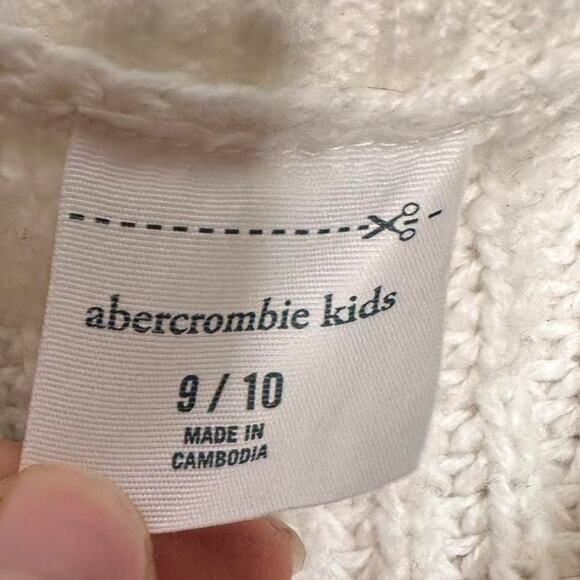 abercrombie kids
9 / 10
MADE IN
CAMBODIA